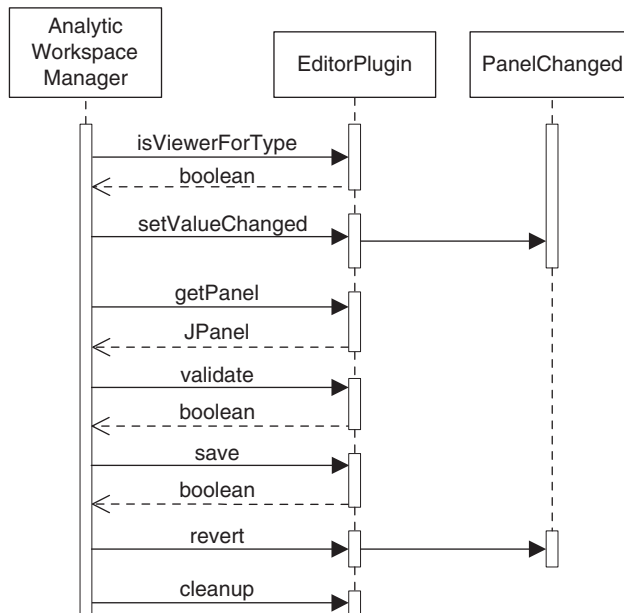 Analytic
Workspace
Manager
EditorPlugin
PanelChanged
isViewerForType
boolean
setValueChanged
getPanel
JPanel
validate
boolean
save
boolean
revert
cleanup